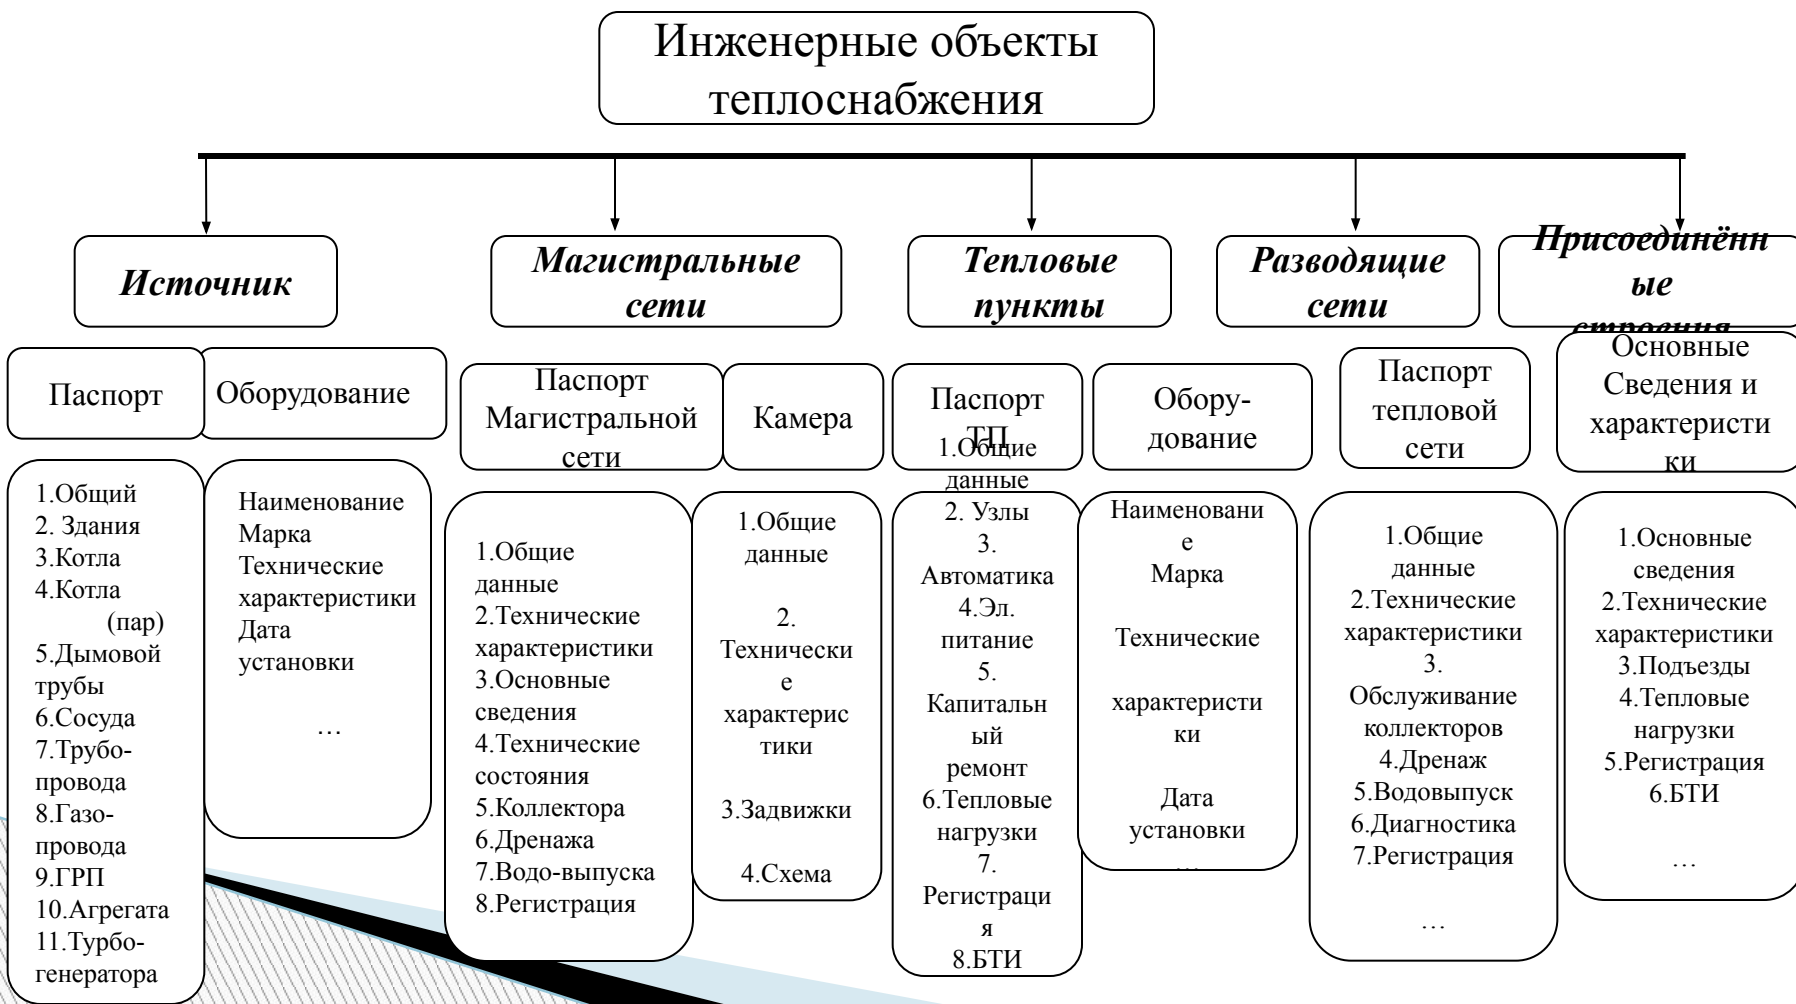 Инженерные объекты
теплоснабжения
Источник
Магистральные
сети
Тепловые
пункты
Разводящие
сети
Присоединённ
ые
строения
Паспорт
Оборудование
Паспорт
Магистральной
сети
Камера
Паспорт
ТП
Обору-
дование
Паспорт
тепловой
сети
Основные
Сведения и
характеристи
ки
1.Общий
2. Здания
3.Котла
4.Котла
(пар)
5.Дымовой
трубы
6.Сосуда
7.Трубо-
провода
8.Газо-
провода
9.ГРП
10.Агрегата
11.Турбо-
генератора
Наименование
Марка
Технические
характеристики
Дата
установки
…
1.Общие
данные
2.Технические
характеристики
3.Основные
сведения
4.Технические
состояния
5.Коллектора
6.Дренажа
7.Водо-выпуска
8.Регистрация
1.Общие
данные
2.
Технически
е
характерис
тики
3.Задвижки
4.Схема
1.Общие
данные
2. Узлы
3.
Автоматика
4.Эл.
питание
5.
Капитальн
ый
ремонт
6.Тепловые
нагрузки
7.
Регистраци
я
8.БТИ
Наименовани
е
Марка
Технические
характеристи
ки
Дата
установки
…
1.Общие
данные
2.Технические
характеристики
3.
Обслуживание
коллекторов
4.Дренаж
5.Водовыпуск
6.Диагностика
7.Регистрация
…
1.Основные
сведения
2.Технические
характеристики
3.Подъезды
4.Тепловые
нагрузки
5.Регистрация
6.БТИ
…